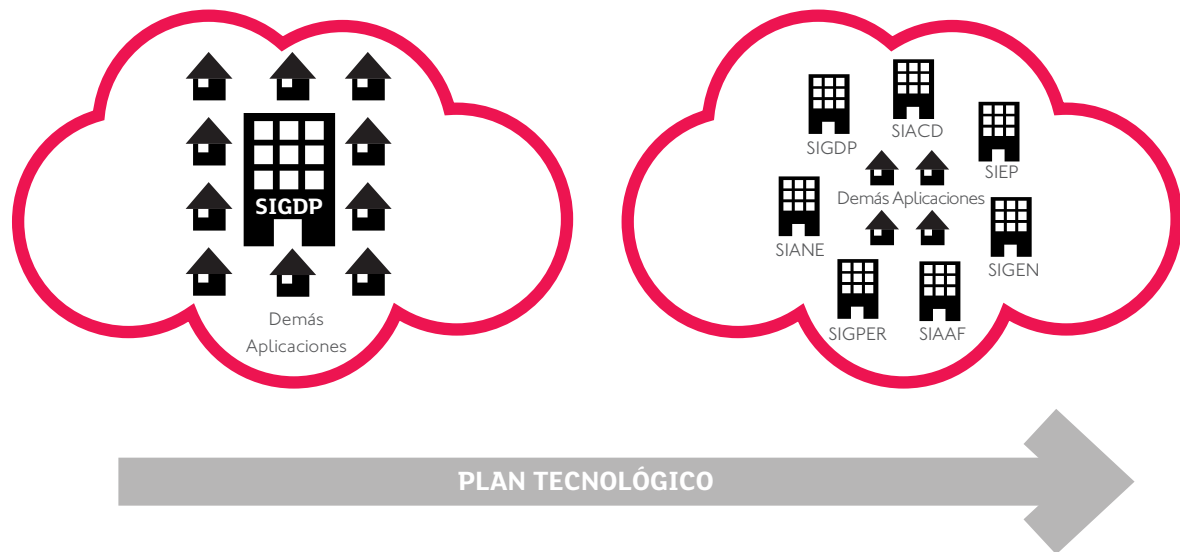 SIGDP
Demás
Aplicaciones
SIACD
SIGDP
SIEP
Demás Aplicaciones
SIANE
SIGEN
SIGPER
SIAAF
PLAN TECNOLÓGICO